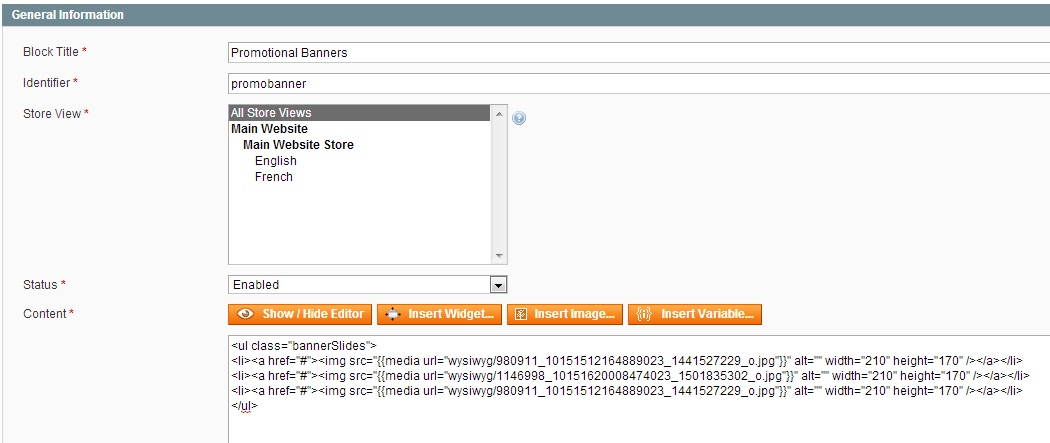 General Information
Block Title *
Promotional Banners
Identifier *
promobanner
Store View *
All Store Views
Main Website
Main Website Store
English
French
Status *
Enabled
Content *
Show / Hide Editor Insert Widget... Insert Image... Insert Variable...
<ul class="bannerSlides">
<li><a href="#"><img src="{{media url="wysiwyg/980911_10151512164889023_1441527229_o.jpg"}}" alt="" width="210" height="170" /></a></li>
<li><a href="#"><img src="{{media url="wysiwyg/1146998_10151620008474023_1501835302_o.jpg"}}" alt="" width="210" height="170" /></a></li>
<li><a href="#"><img src="{{media url="wysiwyg/980911_10151512164889023_1441527229_o.jpg"}}" alt="" width="210" height="170" /></a></li>
</ul>